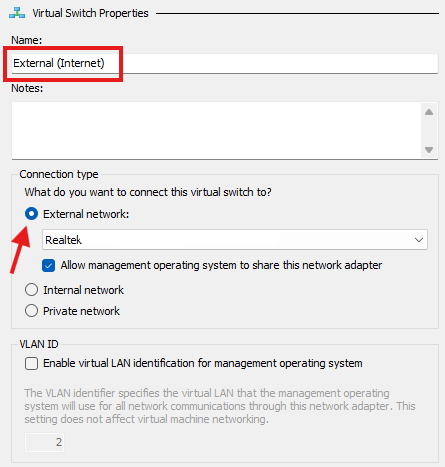 Virtual Switch Properties
Name:
External (Internet)
Notes:
Connection type
What do you want to connect this virtual switch to?
External network:
Realtek
Allow management operating system to share this network adapter
Internal network
Private network
VLAN ID
Enable virtual LAN identification for management operating system
The VLAN identifier specifies the virtual LAN that the management operating
system will use for all network communications through this network adapter. This
setting does not affect virtual machine networking.
2